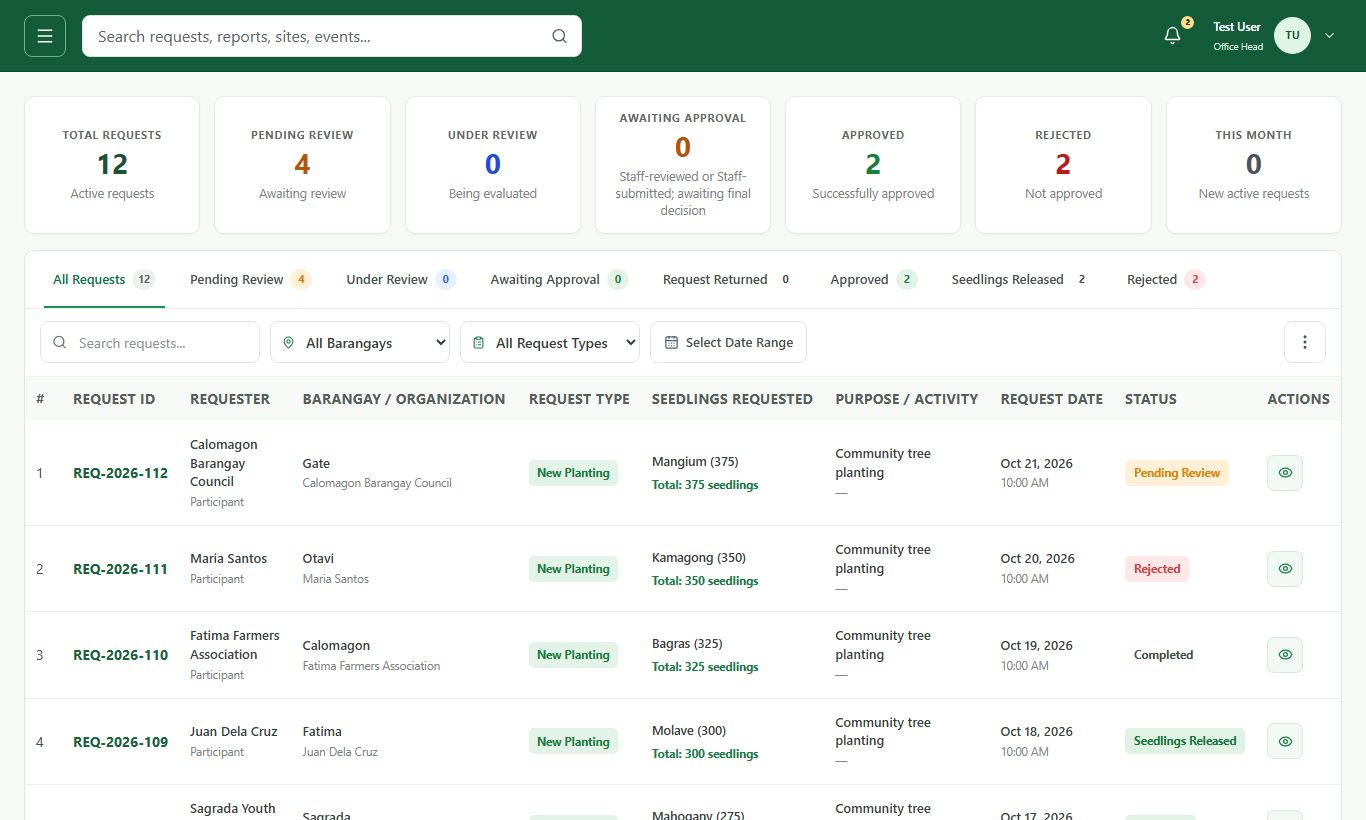 Search requests, reports, sites, events...
2
Test User
Office Head
TU
TOTAL REQUESTS
12
Active requests
PENDING REVIEW
4
Awaiting review
UNDER REVIEW
0
Being evaluated
AWAITING APPROVAL
0
Staff-reviewed or Staff-
submitted; awaiting final
decision
APPROVED
2
Successfully approved
REJECTED
2
Not approved
THIS MONTH
0
New active requests
All Requests 12
Pending Review 4
Under Review 0
Awaiting Approval 0
Request Returned 0
Approved 2
Seedlings Released 2
Rejected 2
Search requests...
All Barangays
All Request Types
Select Date Range
# REQUEST ID REQUESTER BARANGAY / ORGANIZATION REQUEST TYPE SEEDLINGS REQUESTED PURPOSE / ACTIVITY REQUEST DATE STATUS ACTIONS
1
REQ-2026-112
Calomagon
Barangay
Council
Participant
Gate
Calomagon Barangay Council
New Planting
Mangium (375)
Total: 375 seedlings
Community tree
planting
—
Oct 21, 2026
10:00 AM
Pending Review
2
REQ-2026-111
Maria Santos
Participant
Otavi
Maria Santos
New Planting
Kamagong (350)
Total: 350 seedlings
Community tree
planting
—
Oct 20, 2026
10:00 AM
Rejected
3
REQ-2026-110
Fatima Farmers
Association
Participant
Calomagon
Fatima Farmers Association
New Planting
Bagras (325)
Total: 325 seedlings
Community tree
planting
—
Oct 19, 2026
10:00 AM
Completed
4
REQ-2026-109
Juan Dela Cruz
Participant
Fatima
Juan Dela Cruz
New Planting
Molave (300)
Total: 300 seedlings
Community tree
planting
—
Oct 18, 2026
10:00 AM
Seedlings Released
Sagrada Youth
Sagrada
Mahogany (275)
Community tree
Oct 17, 2026